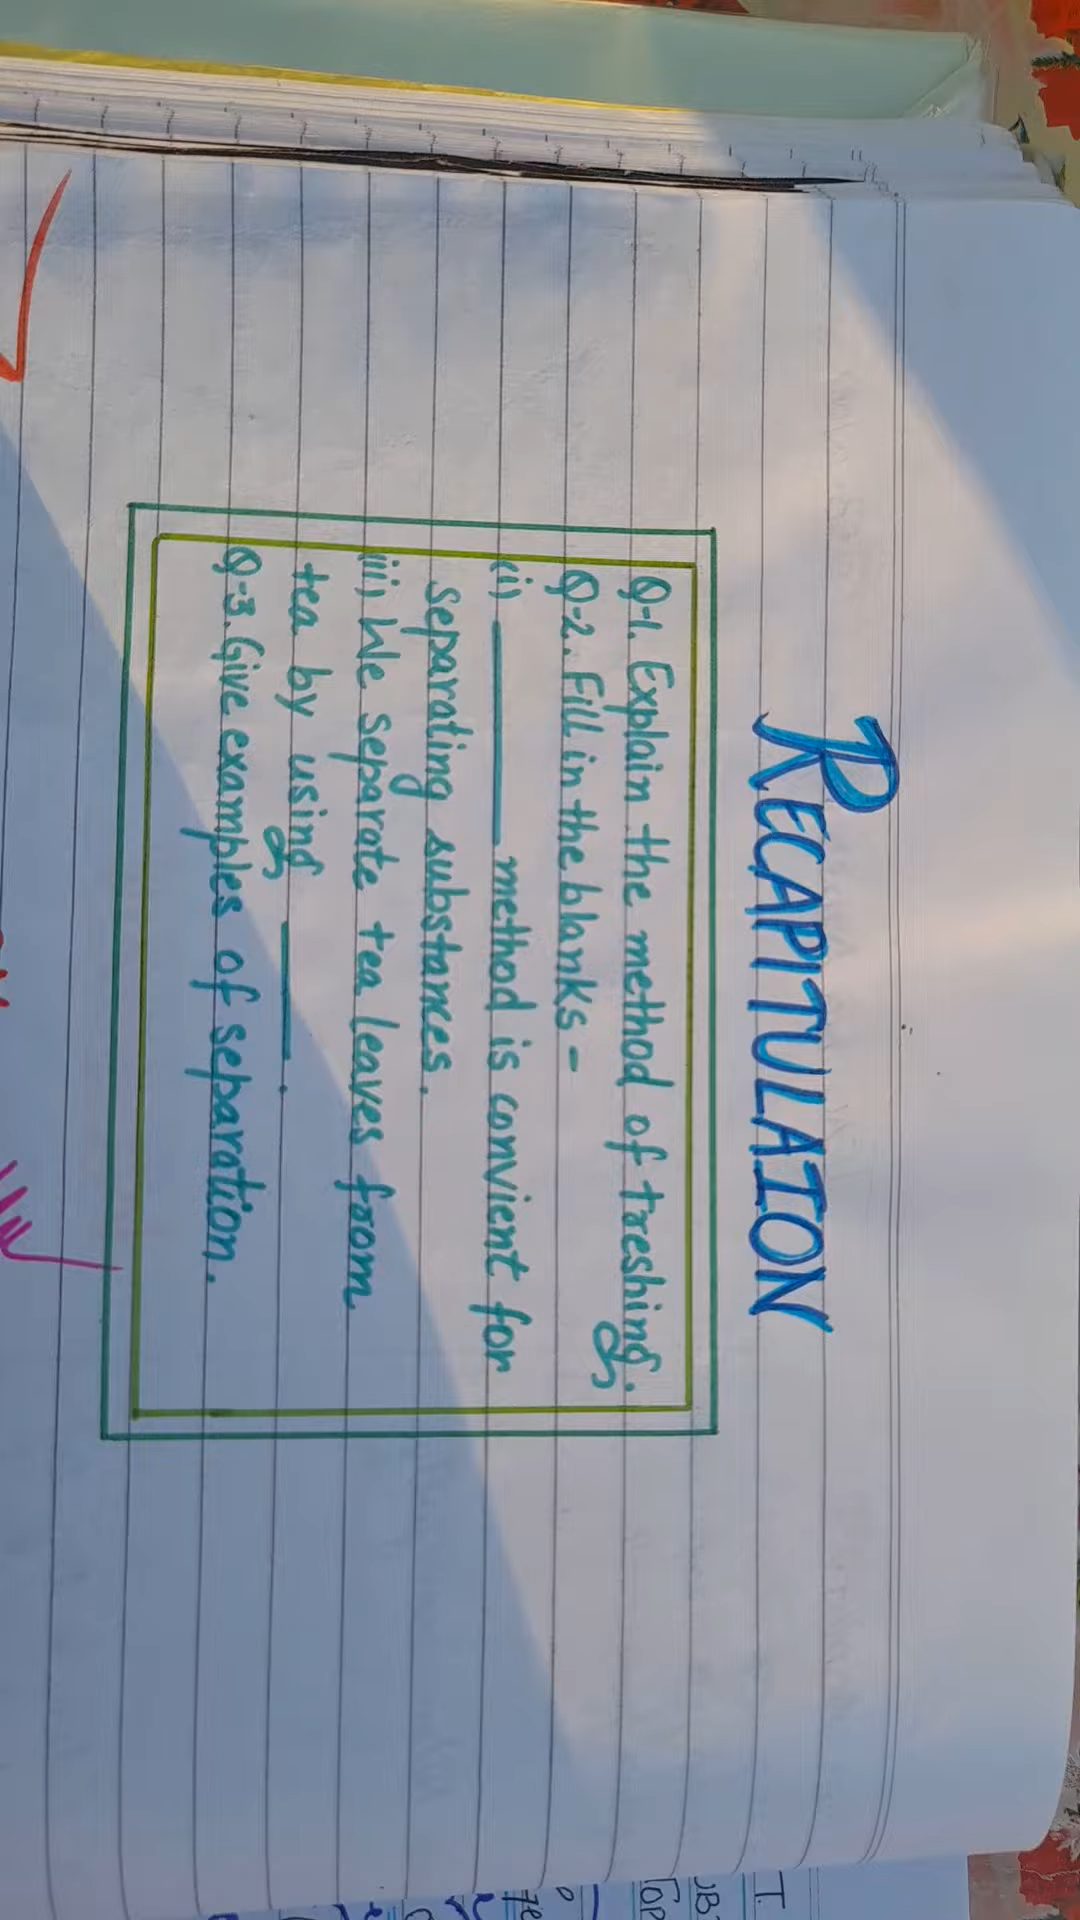 RECAPITULAION
Q-1. Explain the method of treshing.
Q-2. Fill in the blanks -
(i) ______ method is convient for
separating substances.
(ii) We separate tea leaves from
tea by using ______.
Q-3. Give examples of separation.
T.